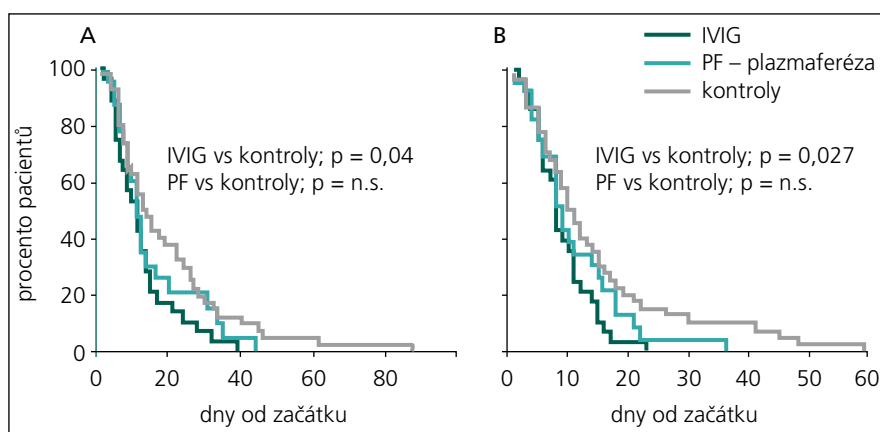 A
B
IVIG
PF – plazmaferéza
kontroly
procento pacientů
100
80
60
40
20
0
IVIG vs kontroly; p = 0,04
PF vs kontroly; p = n.s.
IVIG vs kontroly; p = 0,027
PF vs kontroly; p = n.s.
0 20 40 60 80
0 10 20 30 40 50 60
dny od začátku
dny od začátku